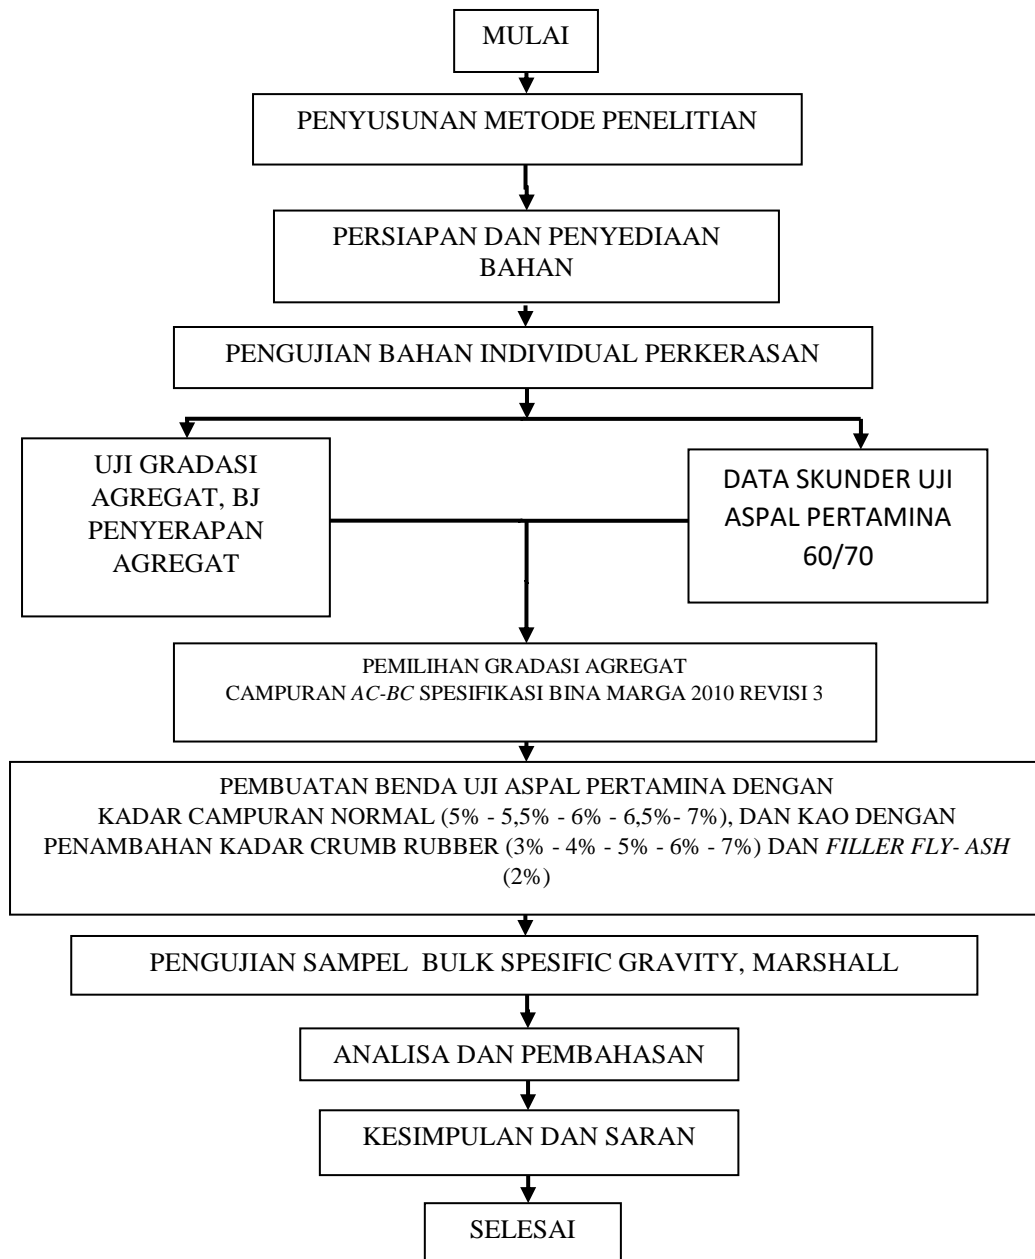 MULAI
PENYUSUNAN METODE PENELITIAN
PERSIAPAN DAN PENYEDIAAN
BAHAN
PENGUJIAN BAHAN INDIVIDUAL PERKERASAN
UJI GRADASI
AGREGAT, BJ
PENYERAPAN
AGREGAT
DATA SKUNDER UJI
ASPAL PERTAMINA
60/70
PEMILIHAN GRADASI AGREGAT
CAMPURAN AC-BC SPESIFIKASI BINA MARGA 2010 REVISI 3
PEMBUATAN BENDA UJI ASPAL PERTAMINA DENGAN
KADAR CAMPURAN NORMAL (5% - 5,5% - 6% - 6,5%- 7%), DAN KAO DENGAN
PENAMBAHAN KADAR CRUMB RUBBER (3% - 4% - 5% - 6% - 7%) DAN FILLER FLY- ASH
(2%)
PENGUJIAN SAMPEL BULK SPESIFIC GRAVITY, MARSHALL
ANALISA DAN PEMBAHASAN
KESIMPULAN DAN SARAN
SELESAI